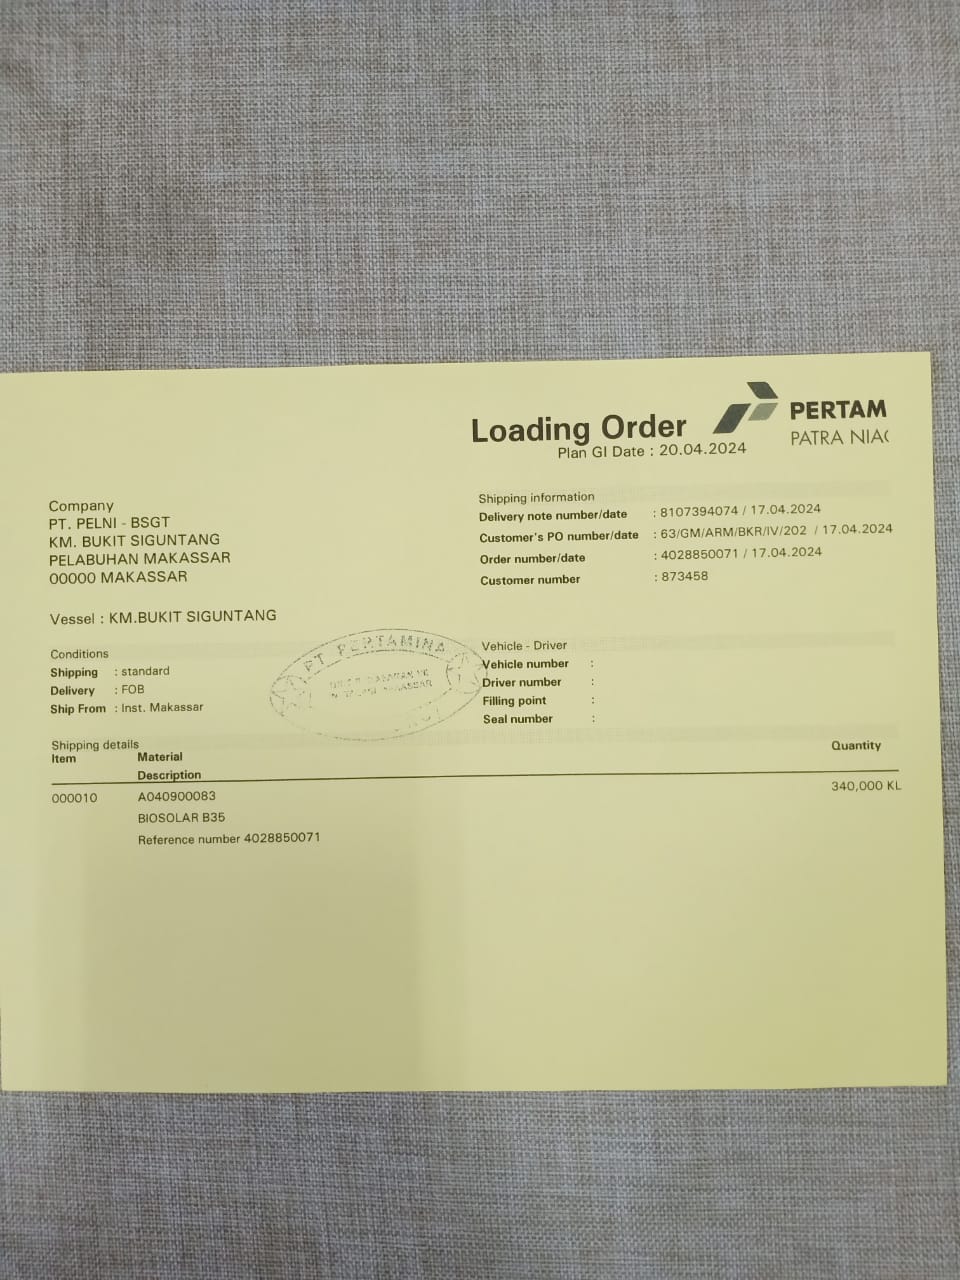 Loading Order
Plan GI Date : 20.04.2024
PERTAM
PATRA NIA
Company
PT. PELNI - BSGT
KM. BUKIT SIGUNTANG
PELABUHAN MAKASSAR
00000 MAKASSAR
Shipping information
Delivery note number/date : 8107394074 / 17.04.2024
Customer's PO number/date : 63/GM/ARM/BKR/IV/202 / 17.04.2024
Order number/date : 4028850071 / 17.04.2024
Customer number : 873458
Vessel : KM.BUKIT SIGUNTANG
Conditions
Shipping : standard
Delivery : FOB
Ship From : Inst. Makassar
PT. PERTAMINA
MAKASSAR
Vehicle - Driver
Vehicle number :
Driver number :
Filling point :
Seal number :
Shipping details
Item Material Quantity
Description
000010 A040900083 340,000 KL
BIOSOLAR B35
Reference number 4028850071